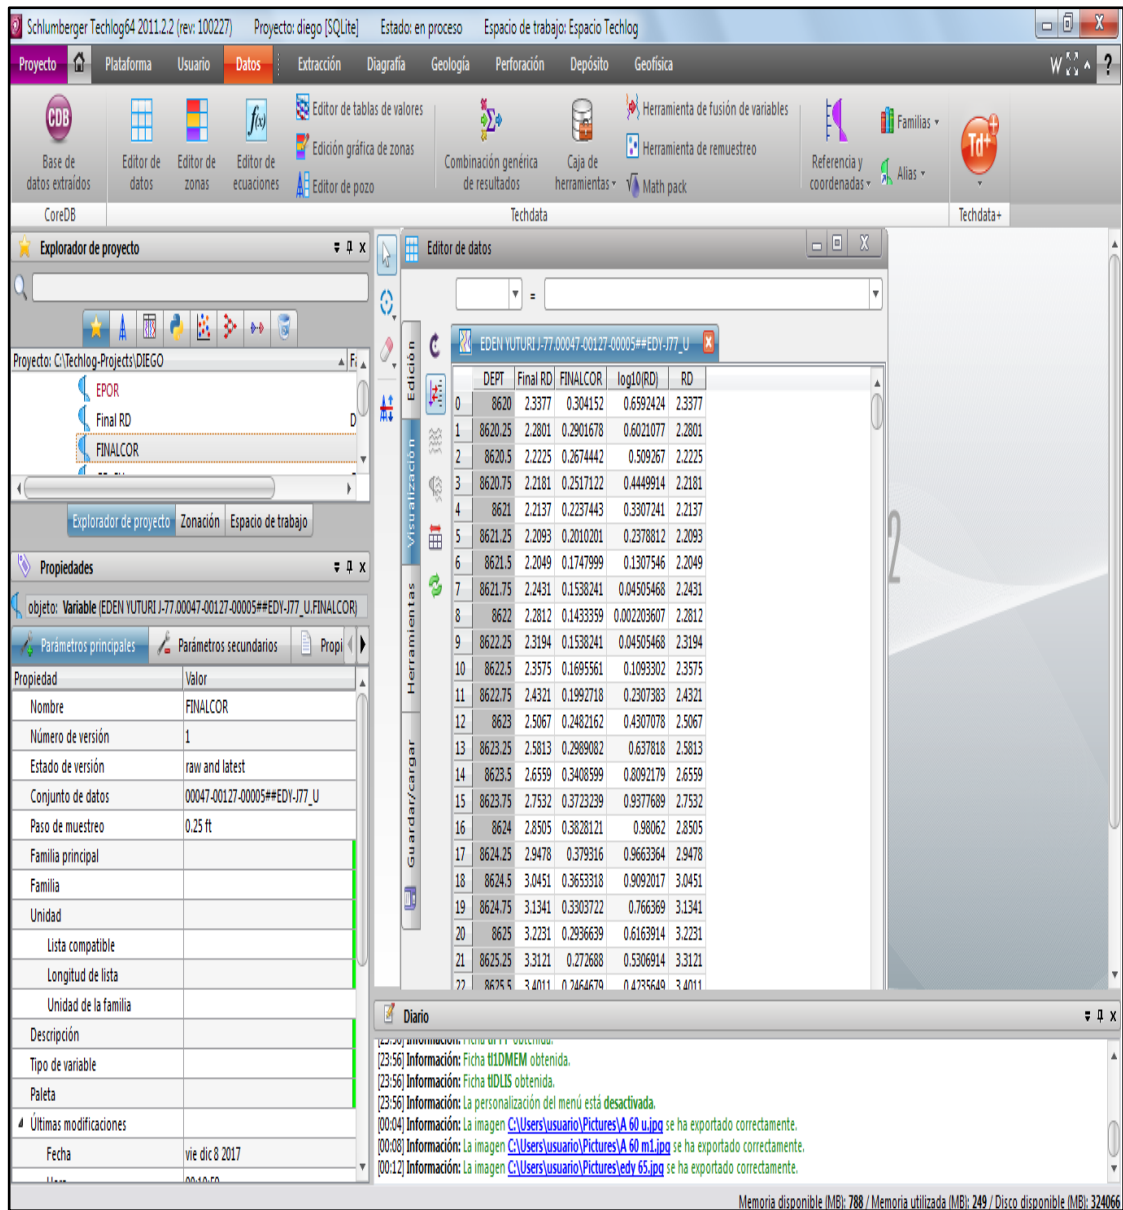 Schlumberger Techlog64 2011.2.2 (rev: 100227) Proyecto: diego [SQLite] Estado: en proceso Espacio de trabajo: Espacio Techlog
Proyecto Plataforma Usuario Datos Extracción Diagrafía Geología Perforación Depósito Geofísica
CDB
Base de datos extraídos
Editor de datos
Editor de zonas
f(x)
Editor de ecuaciones
Editor de tablas de valores
Edición gráfica de zonas
Editor de pozo
Combinación genérica de resultados
Caja de herramientas
Herramienta de fusión de variables
Herramienta de remuestreo
Math pack
Referencia y coordenadas
Familias
Alias
Td+
CoreDB Techdata Techdata+
Explorador de proyecto
Proyecto: C:\Techlog-Projects\DIEGO
EPOR
Final RD
FINALCOR
Explorador de proyecto Zonación Espacio de trabajo
Propiedades
objeto: Variable (EDEN YUTURI J-77.00047-00127-00005##EDY-J77_U.FINALCOR)
Parámetros principales Parámetros secundarios Propi
Propiedad Valor
Nombre FINALCOR
Número de versión 1
Estado de versión raw and latest
Conjunto de datos 00047-00127-00005##EDY-J77_U
Paso de muestreo 0.25 ft
Familia principal
Familia
Unidad
Lista compatible
Longitud de lista
Unidad de la familia
Descripción
Tipo de variable
Paleta
Últimas modificaciones
Fecha vie dic 8 2017
Editor de datos
=
Edición
Visualización
Herramientas
Guardar/cargar
EDEN YUTURI J-77.00047-00127-00005##EDY-J77_U
DEPT Final RD FINALCOR log10(RD) RD
0 8620 2.3377 0.304152 0.6592424 2.3377
1 8620.25 2.2801 0.2901678 0.6021077 2.2801
2 8620.5 2.2225 0.2674442 0.509267 2.2225
3 8620.75 2.2181 0.2517122 0.4449914 2.2181
4 8621 2.2137 0.2237443 0.3307241 2.2137
5 8621.25 2.2093 0.2010201 0.2378812 2.2093
6 8621.5 2.2049 0.1747999 0.1307546 2.2049
7 8621.75 2.2431 0.1538241 0.04505468 2.2431
8 8622 2.2812 0.1433359 0.002203607 2.2812
9 8622.25 2.3194 0.1538241 0.04505468 2.3194
10 8622.5 2.3575 0.1695561 0.1093302 2.3575
11 8622.75 2.4321 0.1992718 0.2307383 2.4321
12 8623 2.5067 0.2482162 0.4307078 2.5067
13 8623.25 2.5813 0.2989082 0.637818 2.5813
14 8623.5 2.6559 0.3408599 0.8092179 2.6559
15 8623.75 2.7532 0.3723239 0.9377689 2.7532
16 8624 2.8505 0.3828121 0.98062 2.8505
17 8624.25 2.9478 0.379316 0.9663364 2.9478
18 8624.5 3.0451 0.3653318 0.9092017 3.0451
19 8624.75 3.1341 0.3303722 0.766369 3.1341
20 8625 3.2231 0.2936639 0.6163914 3.2231
21 8625.25 3.3121 0.272688 0.5306914 3.3121
22 8625.5 3.4011 0.2464679 0.4235649 3.4011
2
Diario
[23:56] Información: Ficha tl1DMEM obtenida.
[23:56] Información: Ficha tlDLIS obtenida.
[23:56] Información: La personalización del menú está desactivada.
[00:04] Información: La imagen C:\Users\usuario\Pictures\A 60 u.jpg se ha exportado correctamente.
[00:08] Información: La imagen C:\Users\usuario\Pictures\A 60 m1.jpg se ha exportado correctamente.
[00:12] Información: La imagen C:\Users\usuario\Pictures\edy 65.jpg se ha exportado correctamente.
Memoria disponible (MB): 788 / Memoria utilizada (MB): 249 / Disco disponible (MB): 324066